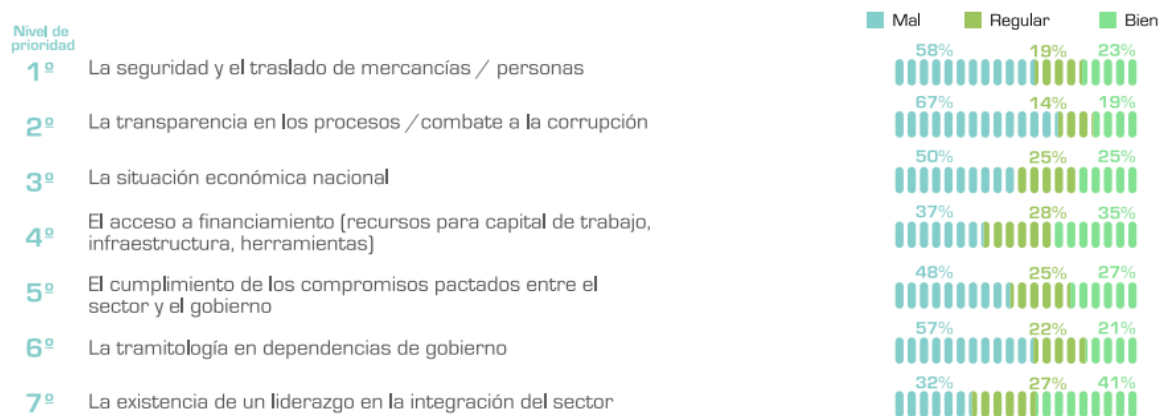 Mal Regular Bien
Nivel de
prioridad
58% 19% 23%
1º La seguridad y el traslado de mercancías / personas
67% 14% 19%
2º La transparencia en los procesos / combate a la corrupción
50% 25% 25%
3º La situación económica nacional
37% 28% 35%
4º El acceso a financiamiento (recursos para capital de trabajo,
infraestructura, herramientas)
48% 25% 27%
5º El cumplimiento de los compromisos pactados entre el
sector y el gobierno
57% 22% 21%
6º La tramitología en dependencias de gobierno
32% 27% 41%
7º La existencia de un liderazgo en la integración del sector